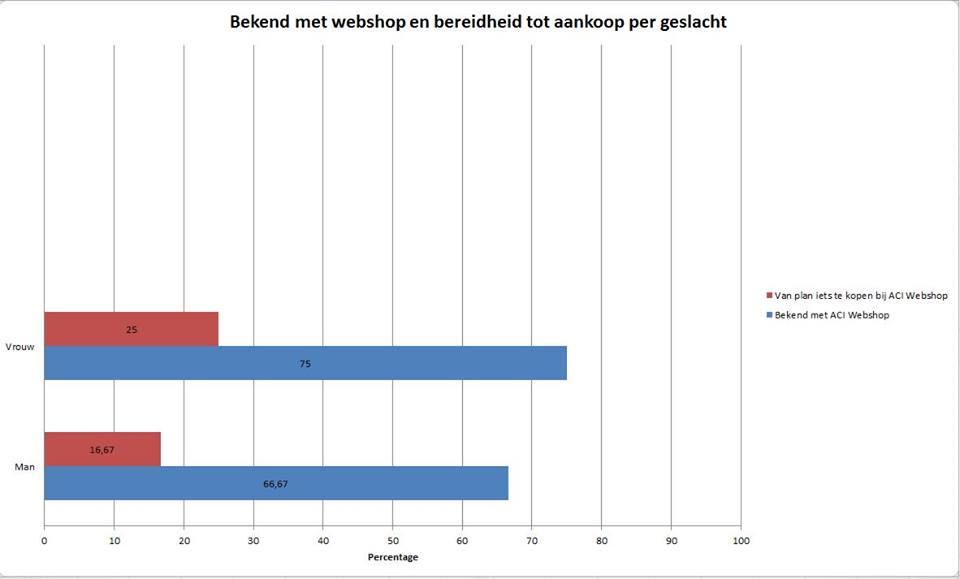 Bekend met webshop en bereidheid tot aankoop per geslacht
Van plan iets te kopen bij ACI Webshop
Bekend met ACI Webshop
Vrouw
25
75
Man
16,67
66,67
0 10 20 30 40 50 60 70 80 90 100
Percentage